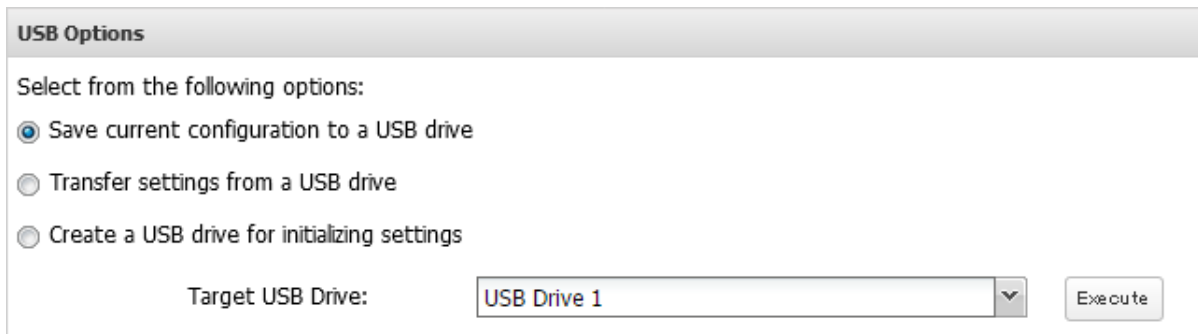 USB Options
Select from the following options:
Save current configuration to a USB drive
Transfer settings from a USB drive
Create a USB drive for initializing settings
Target USB Drive: USB Drive 1 Execute